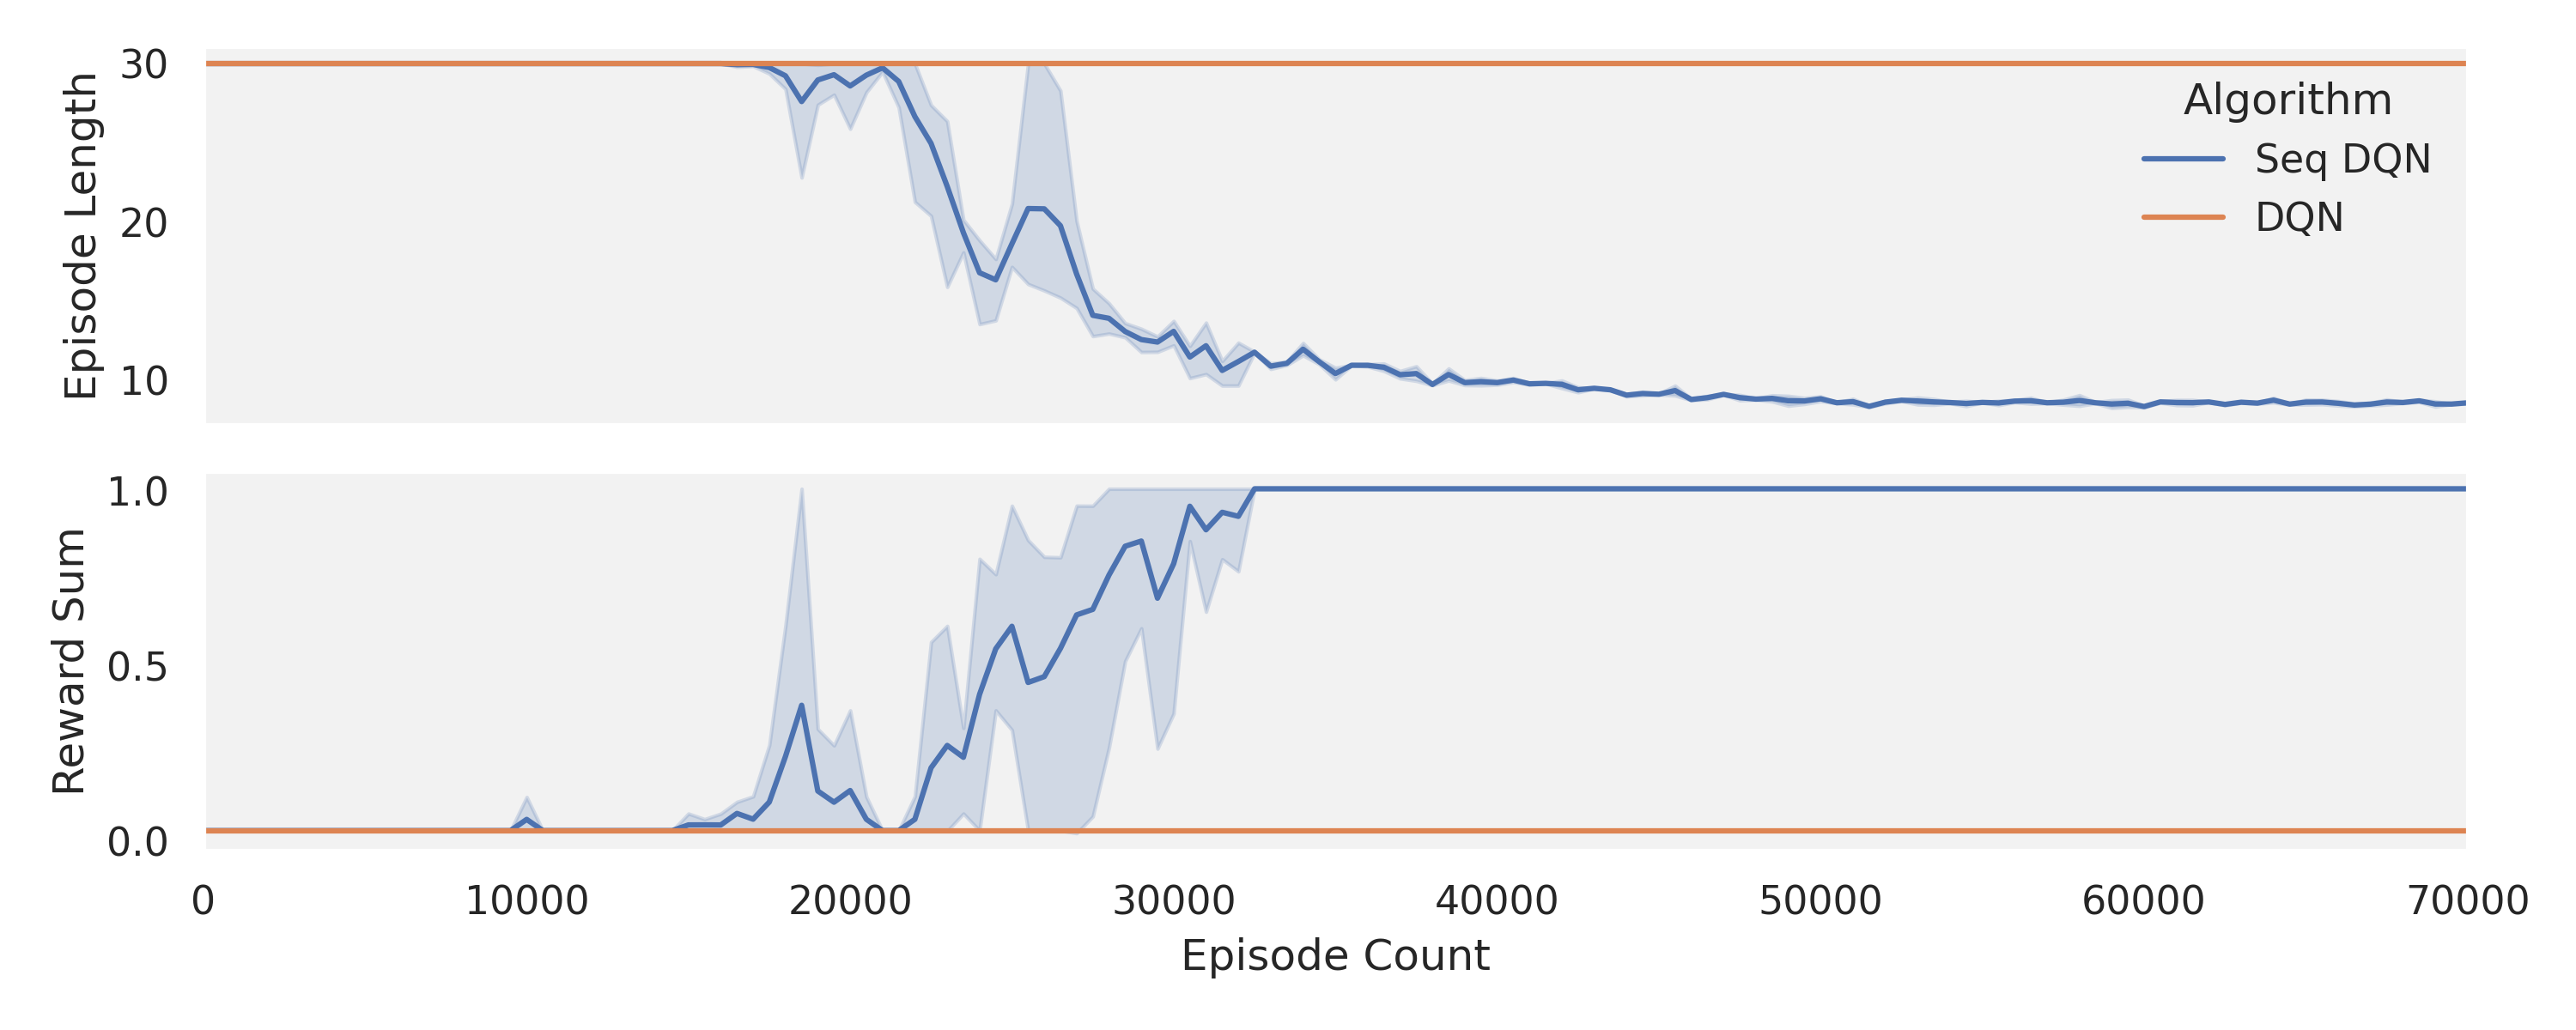 30
20
10
Episode Length
Algorithm
Seq DQN
DQN
1.0
0.5
0.0
Reward Sum
0 10000 20000 30000 40000 50000 60000 70000
Episode Count